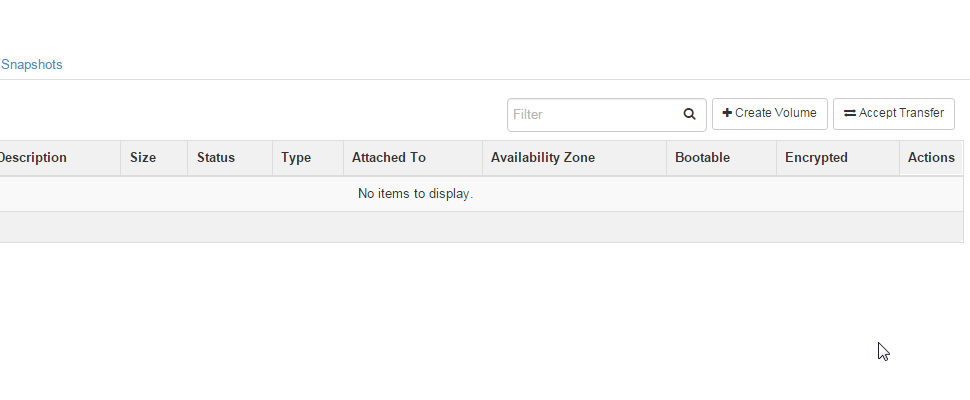 Snapshots
Filter
Create Volume
Accept Transfer
Description Size Status Type Attached To Availability Zone Bootable Encrypted Actions
No items to display.